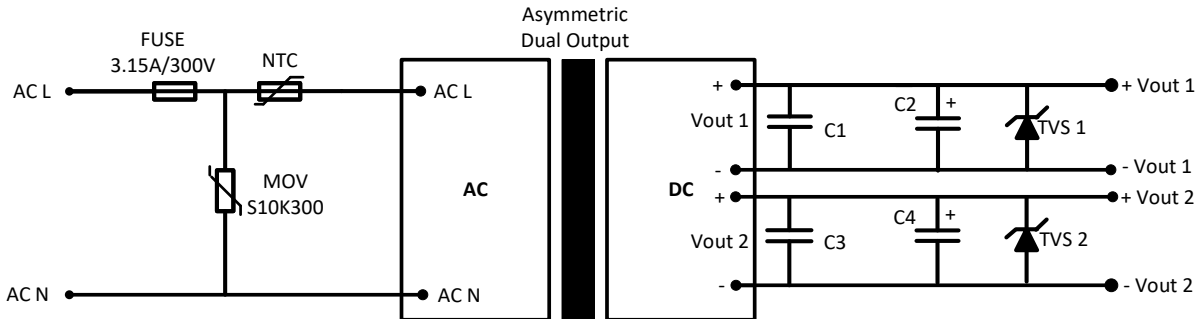 Asymmetric
Dual Output
FUSE
3.15A/300V
NTC
AC L
AC L
MOV
S10K300
AC
DC
AC N
AC N
+
Vout 1
-
+
Vout 2
-
C1
C2
+
TVS 1
C3
C4
+
TVS 2
+ Vout 1
- Vout 1
+ Vout 2
- Vout 2